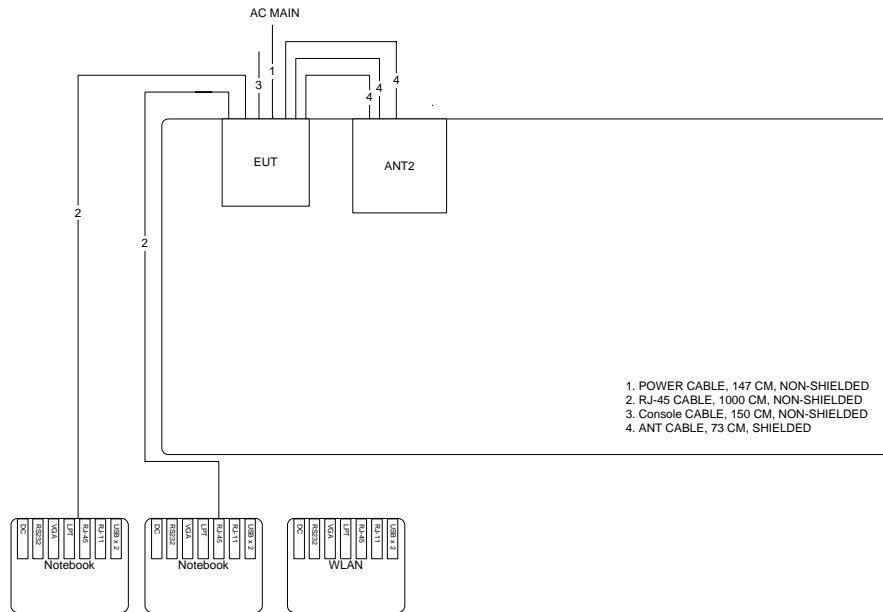 AC MAIN
4
1
3
4
4
EUT
ANT2
2
2
1. POWER CABLE, 147 CM, NON-SHIELDED
2. RJ-45 CABLE, 1000 CM, NON-SHIELDED
3. Console CABLE, 150 CM, NON-SHIELDED
4. ANT CABLE, 73 CM, SHIELDED
DC RS232 VGA LPT RJ-45 RJ-11 USB x 2
Notebook
DC RS232 VGA LPT RJ-45 RJ-11 USB x 2
Notebook
DC RS232 VGA LPT RJ-45 RJ-11 USB x 2
WLAN